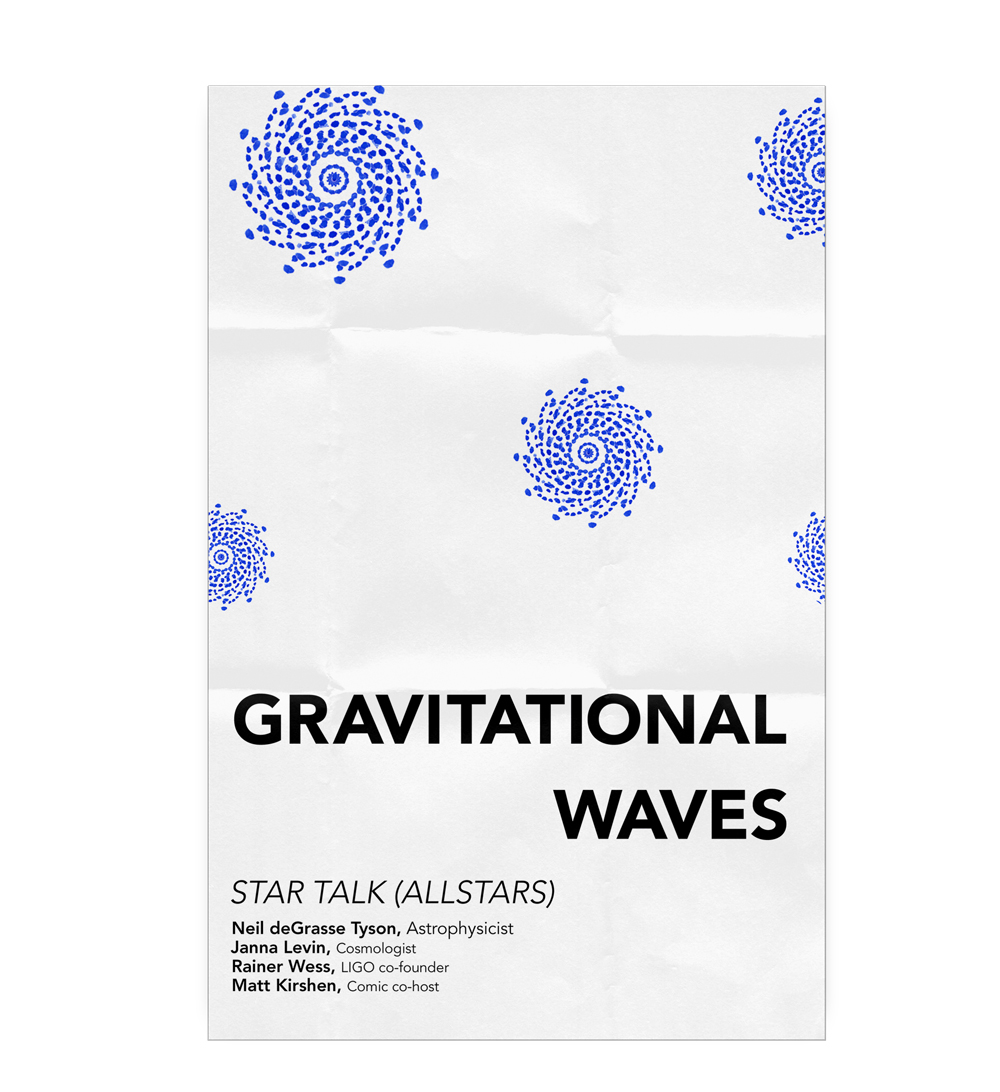 GRAVITATIONAL
WAVES
STAR TALK (ALLSTARS)
Neil deGrasse Tyson, Astrophysicist
Janna Levin, Cosmologist
Rainer Wess, LIGO co-founder
Matt Kirshen, Comic co-host